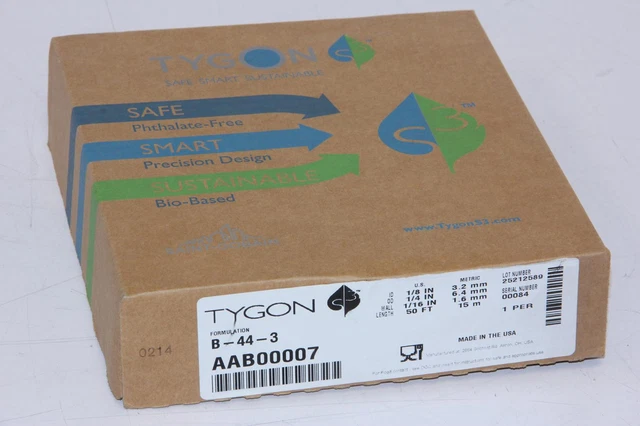 TYGON S3™
SAFE SMART SUSTAINABLE
SAFE
Phthalate-Free
SMART
Precision Design
SUSTAINABLE
Bio-Based
S3™
www.TygonS3.com
TYGON S3™
FORMULATION
B-44-3
AAB00007
0214
U.S. METRIC
ID 1/8 IN 3.2 mm
OD 1/4 IN 6.4 mm
WALL 1/16 IN 1.6 mm
LENGTH 50 FT 15 m
LOT NUMBER
25212589
SERIAL NUMBER
00084
1 PER
MADE IN THE USA